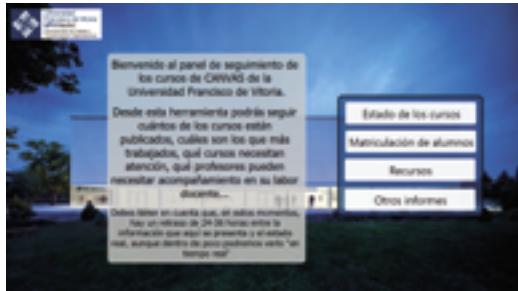 Universidad
Francisco de Vitoria
Bienvenido al panel de seguimiento de
los cursos de CANVAS de la
Universidad Francisco de Vitoria.
Desde esta herramienta podrás seguir
cuántos de los cursos están
publicados, cuáles son los que más
trabajados, qué cursos necesitan
atención, qué profesores pueden
necesitar acompañamiento en su labor
docente...
Debes tener en cuenta que, en estos momentos,
hay un retraso de 24-36 horas entre la
información que aquí se presenta y el estado
real, aunque dentro de poco podremos verlo "en
tiempo real"
Estado de los cursos
Matriculación de alumnos
Recursos
Otros informes